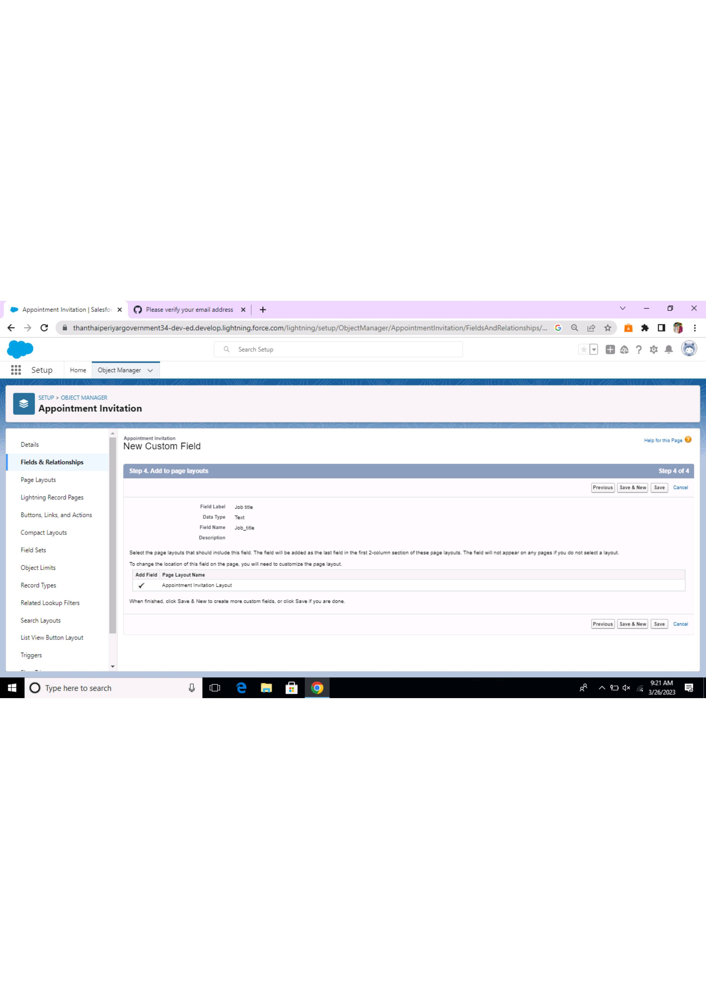 Appointment Invitation | Salesfor
Please verify your email address
thanthaiperiyargovernment34-dev-ed.develop.lightning.force.com/lightning/setup/ObjectManager/AppointmentInvitation/FieldsAndRelationships/...
Search Setup
Setup
Home
Object Manager
SETUP > OBJECT MANAGER
Appointment Invitation
Details
Fields & Relationships
Page Layouts
Lightning Record Pages
Buttons, Links, and Actions
Compact Layouts
Field Sets
Object Limits
Record Types
Related Lookup Filters
Search Layouts
List View Button Layout
Triggers
Appointment Invitation
New Custom Field
Help for this Page
Step 4. Add to page layouts
Step 4 of 4
Previous Save & New Save Cancel
Field Label Job title
Data Type Text
Field Name Job_title
Description
Select the page layouts that should include this field. The field will be added as the last field in the first 2-column section of these page layouts. The field will not appear on any pages if you do not select a layout.
To change the location of this field on the page, you will need to customize the page layout.
Add Field Page Layout Name
Appointment Invitation Layout
When finished, click Save & New to create more custom fields, or click Save if you are done.
Previous Save & New Save Cancel
Type here to search
9:21 AM
3/26/2023